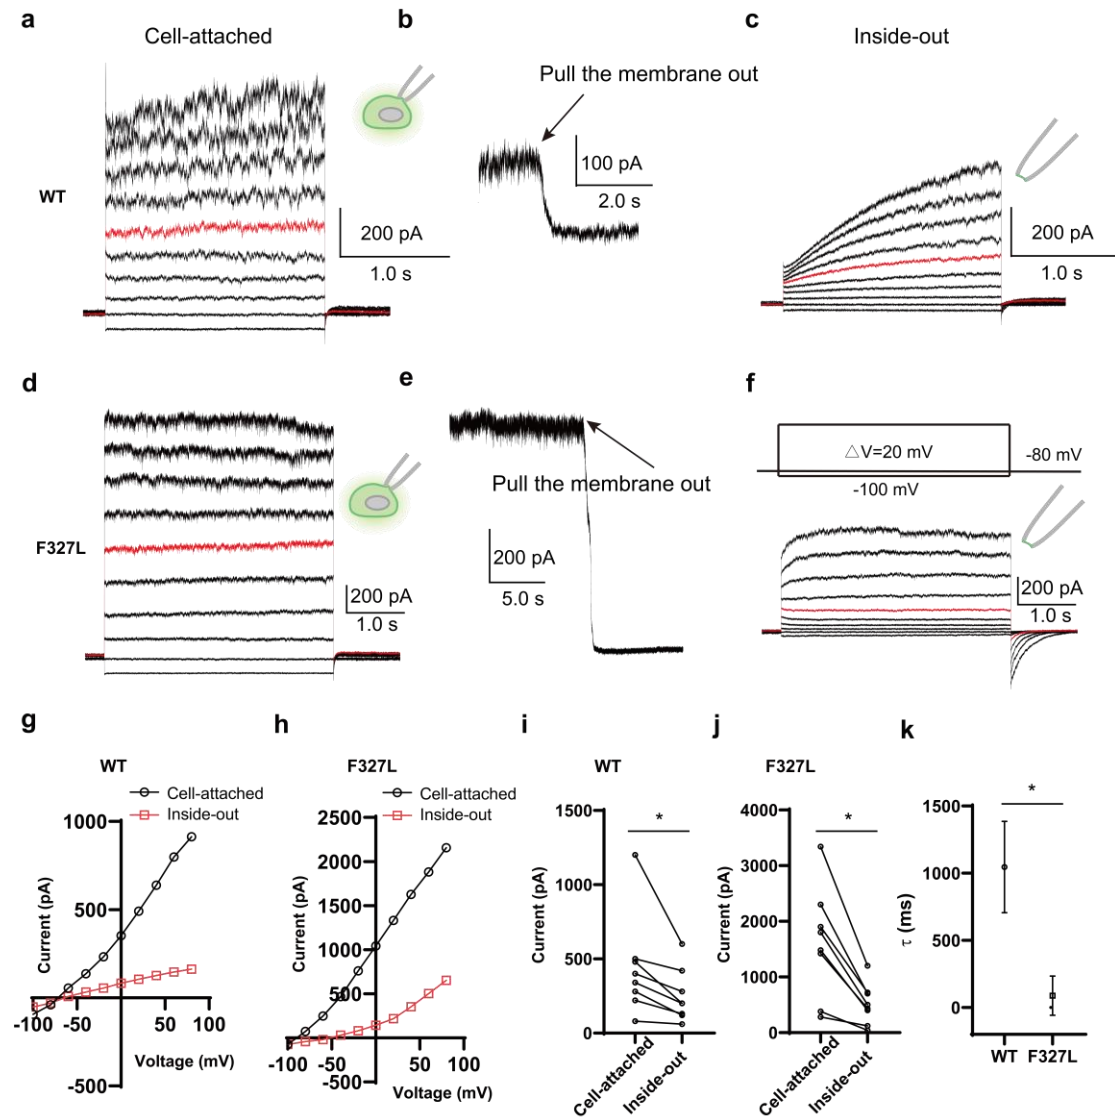 a
Cell-attached
WT
200 pA
1.0 s
b
Pull the membrane out
100 pA
2.0 s
c
Inside-out
200 pA
1.0 s
d
F327L
200 pA
1.0 s
e
Pull the membrane out
200 pA
5.0 s
f
△V=20 mV
-80 mV
-100 mV
200 pA
1.0 s
g
WT
Cell-attached
Inside-out
Current (pA)
1000
500
-500
-100
-50
50
100
Voltage (mV)
h
F327L
Cell-attached
Inside-out
Current (pA)
2500
2000
1500
1000
500
-500
-100
-50
50
100
Voltage (mV)
i
WT
*
Current (pA)
1500
1000
500
0
Cell-attached
Inside-out
j
F327L
*
Current (pA)
4000
3000
2000
1000
0
Cell-attached
Inside-out
k
*
τ (ms)
1500
1000
500
0
WT
F327L